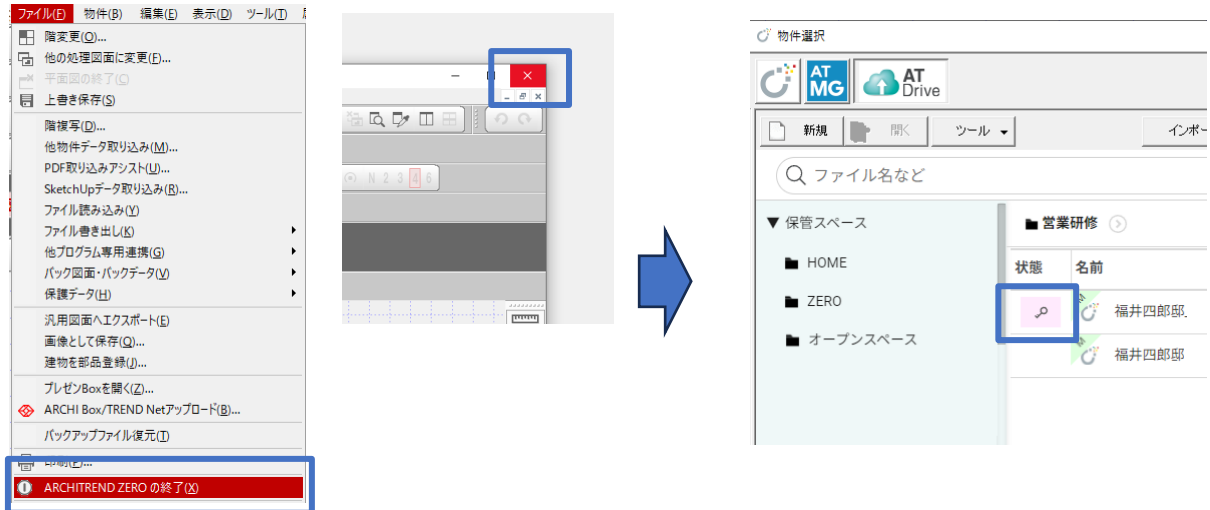 ファイル(F) 物件(B) 編集(E) 表示(D) ツール(T)
階変更(O)...
他の処理図面に変更(F)...
平面図の終了(C)
上書き保存(S)
階複写(D)...
他物件データ取り込み(M)...
PDF取り込みアシスト(U)...
SketchUpデータ取り込み(R)...
ファイル読み込み(Y)
ファイル書き出し(K)
他プログラム専用連携(G)
バック図面・バックデータ(V)
保護データ(H)
汎用図面へエクスポート(E)
画像として保存(Q)...
建物を部品登録(J)...
プレゼンBoxを開く(Z)...
ARCHI Box/TREND Netアップロード(B)...
バックアップファイル復元(T)
印刷(P)...
ARCHITREND ZERO の終了(X)
N 2 3 4 6
物件選択
AT MG
AT Drive
新規 開く ツール インポー
ファイル名など
▼ 保管スペース
HOME
ZERO
オープンスペース
営業研修
状態 名前
福井四郎邸.
福井四郎邸